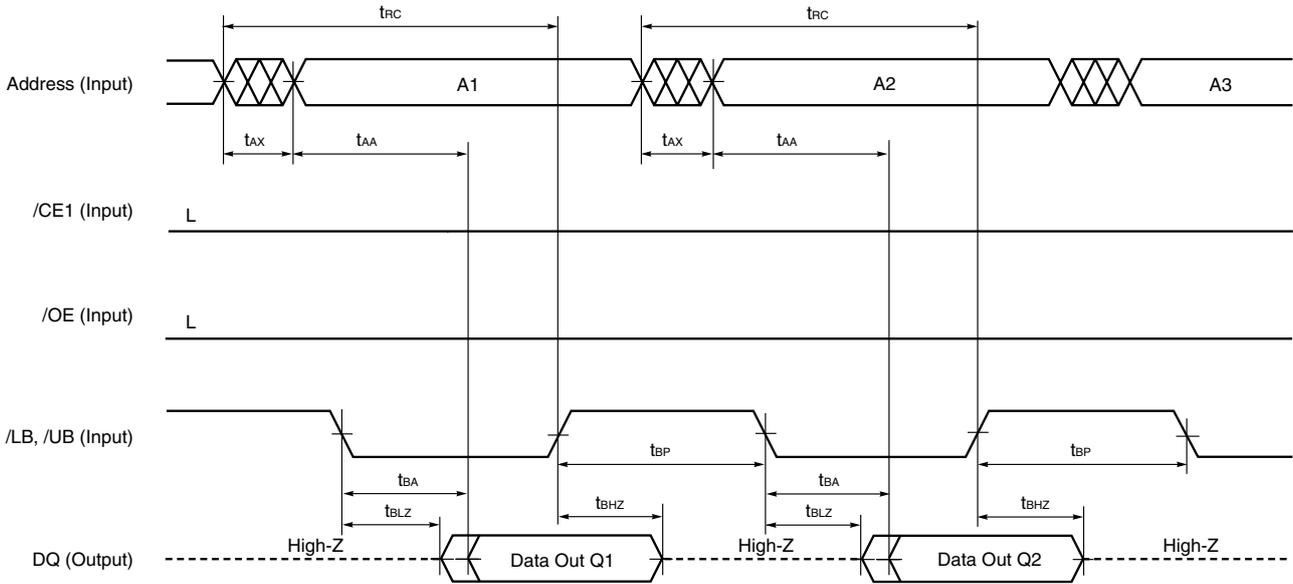 tRC tRC
Address (Input) A1 A2 A3
tAX tAA tAX tAA
/CE1 (Input) L
/OE (Input) L
/LB, /UB (Input)
tBP tBP
tBA tBA
tBLZ tBHZ tBLZ tBHZ
High-Z High-Z High-Z
DQ (Output) Data Out Q1 Data Out Q2